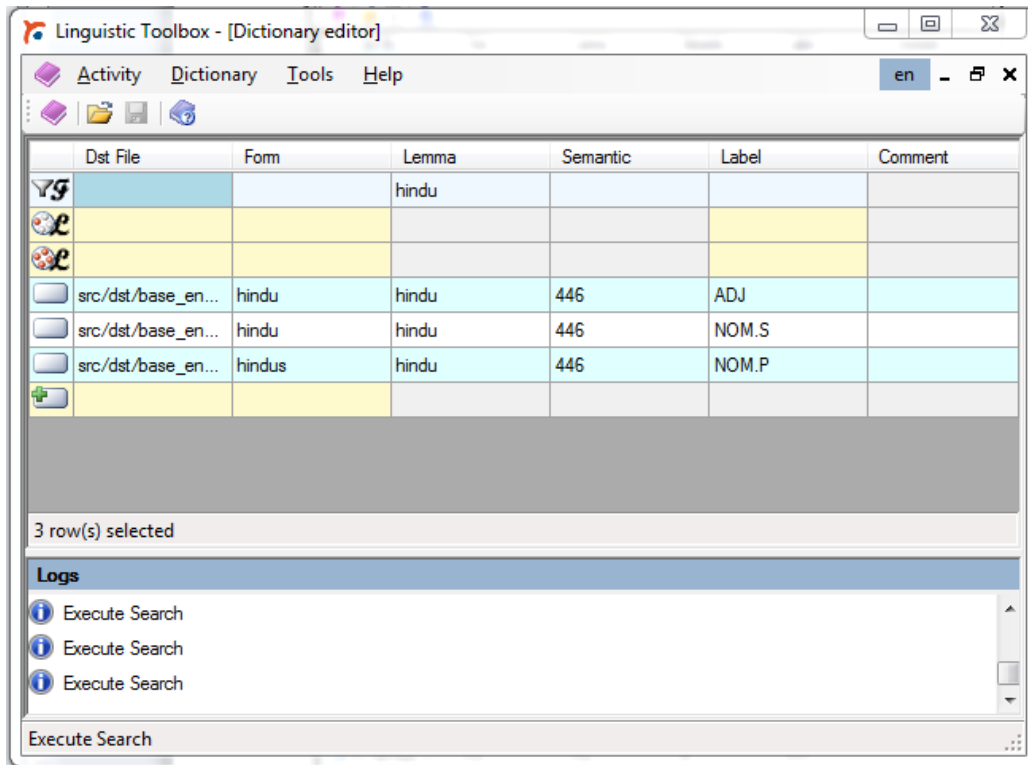 Linguistic Toolbox - [Dictionary editor]
Activity Dictionary Tools Help en
Dst File Form Lemma Semantic Label Comment
hindu
src/dst/base_en... hindu hindu 446 ADJ
src/dst/base_en... hindu hindu 446 NOM.S
src/dst/base_en... hindus hindu 446 NOM.P
3 row(s) selected
Logs
Execute Search
Execute Search
Execute Search
Execute Search